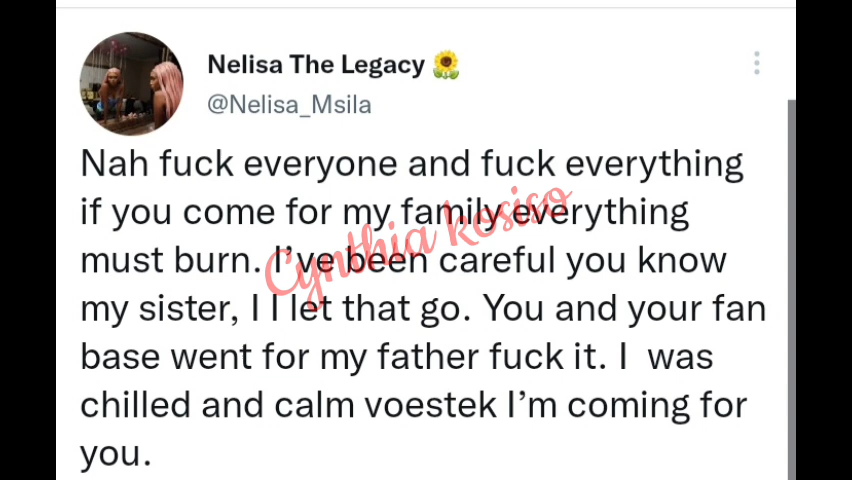 Nelisa The Legacy 🌻
@Nelisa_Msila
Nah fuck everyone and fuck everything
if you come for my family everything
must burn. I've been careful you know
my sister, I I let that go. You and your fan
base went for my father fuck it. I  was
chilled and calm voestek I'm coming for
you.
Cynthia kosiso